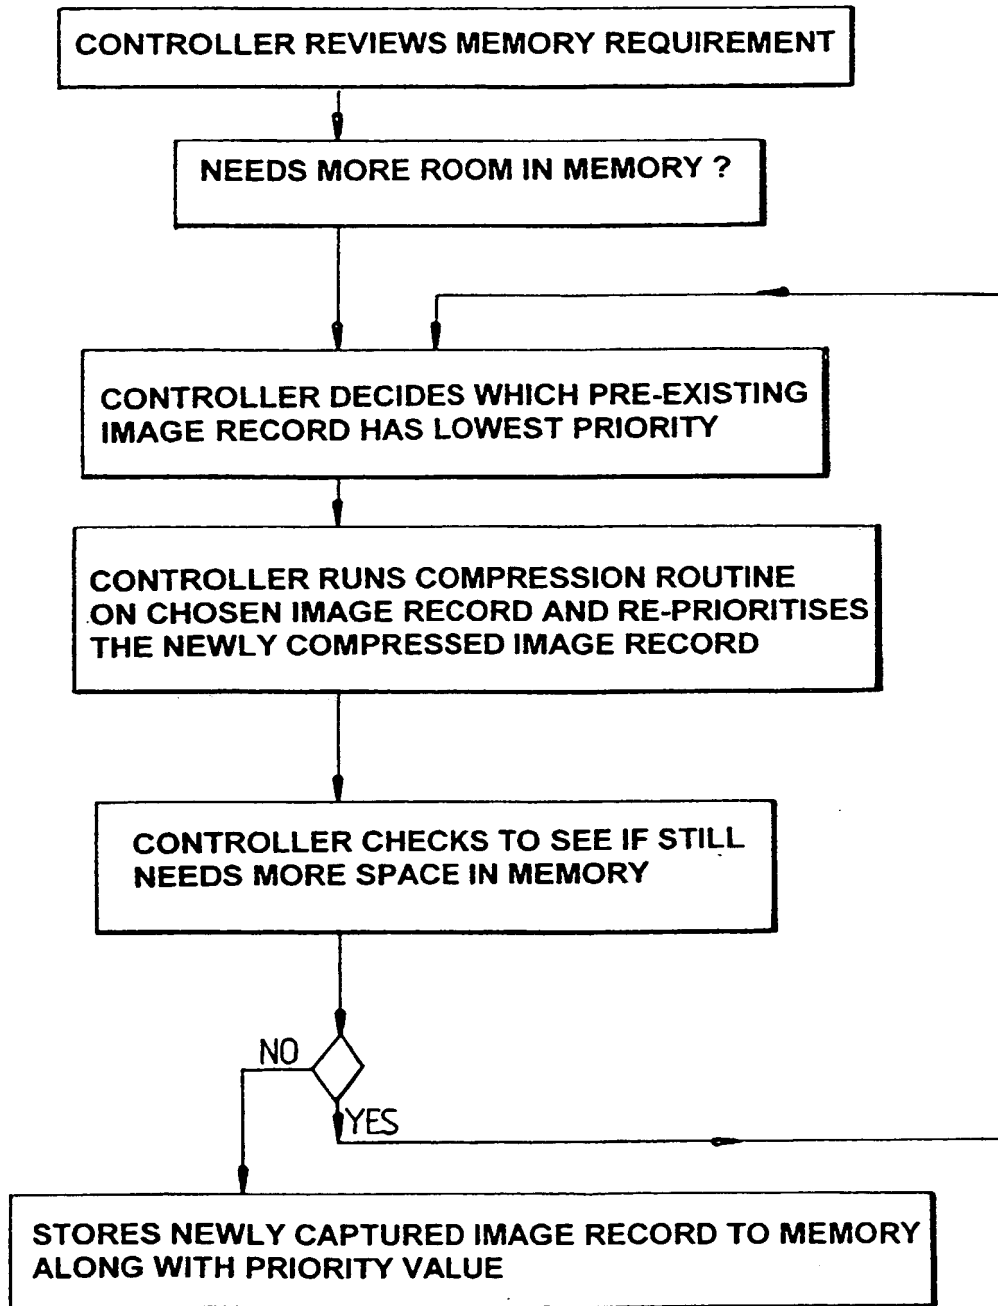 CONTROLLER REVIEWS MEMORY REQUIREMENT
NEEDS MORE ROOM IN MEMORY ?
CONTROLLER DECIDES WHICH PRE-EXISTING
IMAGE RECORD HAS LOWEST PRIORITY
CONTROLLER RUNS COMPRESSION ROUTINE
ON CHOSEN IMAGE RECORD AND RE-PRIORITISES
THE NEWLY COMPRESSED IMAGE RECORD
CONTROLLER CHECKS TO SEE IF STILL
NEEDS MORE SPACE IN MEMORY
NO
YES
STORES NEWLY CAPTURED IMAGE RECORD TO MEMORY
ALONG WITH PRIORITY VALUE